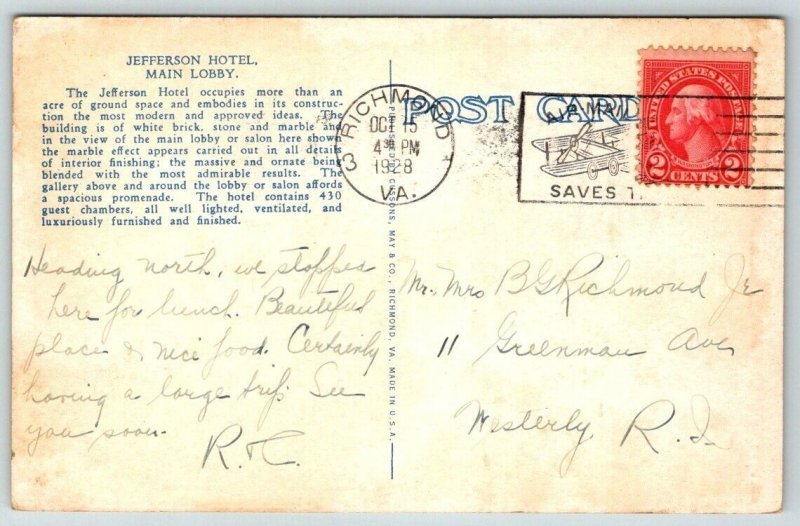 JEFFERSON HOTEL,
MAIN LOBBY.
The Jefferson Hotel occupies more than an
acre of ground space and embodies in its construc-
tion the most modern and approved ideas. The
building is of white brick, stone and marble and
in the view of the main lobby or salon here shown
the marble effect appears carried out in all details
of interior finishing; the massive and ornate being
blended with the most admirable results. The
gallery above and around the lobby or salon affords
a spacious promenade. The hotel contains 430
guest chambers, all well lighted, ventilated, and
luxuriously furnished and finished.
Heading north, we stopped
here for lunch. Beautiful
place & nice food. Certainly
having a large trip. See
you soon.
R. & C.
GENUINE
POST CARD
RICHMOND
3
OCT 15
4 30 PM
1928
VA.
AIR MAIL
SAVES
UNITED STATES POSTAGE
WASHINGTON
2 2
CENTS
SONS, MAY & CO., RICHMOND, VA. MADE IN U.S.A.
Mr. Mrs B G Richmond Jr
11 Greenman Ave
Westerly R.I.